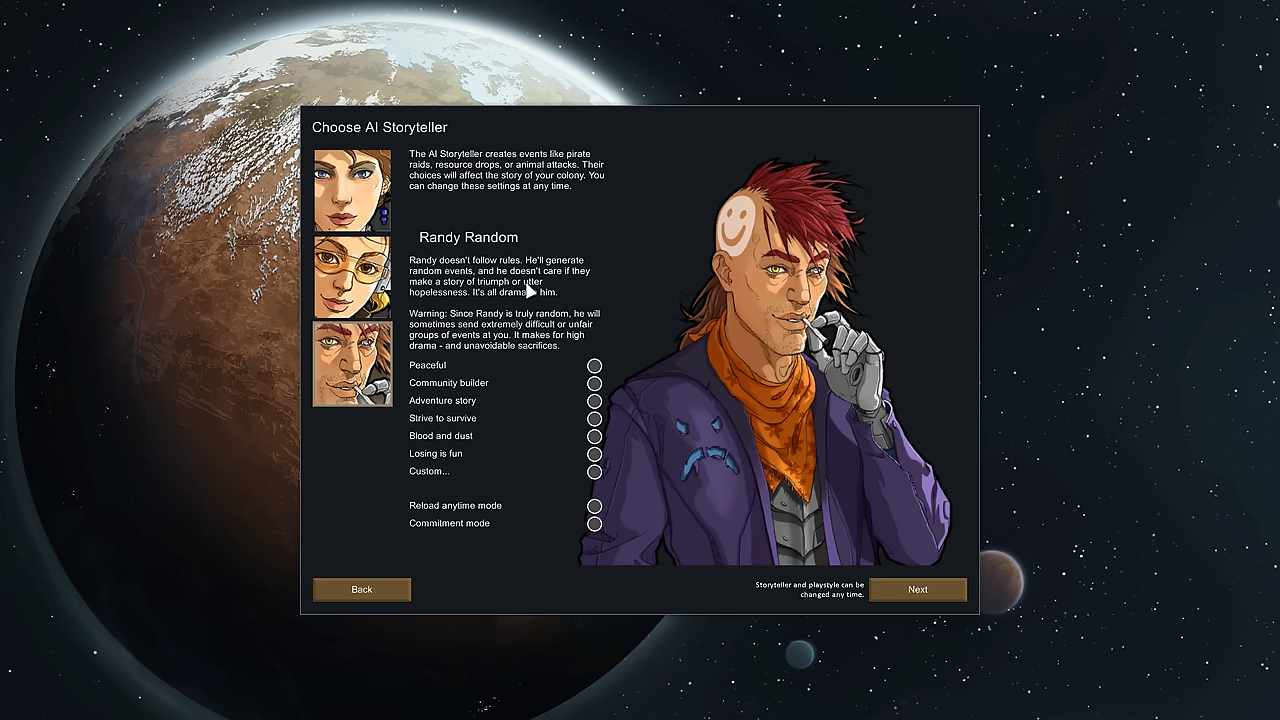 Choose AI Storyteller
The AI Storyteller creates events like pirate
raids, resource drops, or animal attacks. Their
choices will affect the story of your colony. You
can change these settings at any time.
Randy Random
Randy doesn't follow rules. He'll generate
random events, and he doesn't care if they
make a story of triumph or utter
hopelessness. It's all drama him.
Warning: Since Randy is truly random, he will
sometimes send extremely difficult or unfair
groups of events at you. It makes for high
drama - and unavoidable sacrifices.
Peaceful
Community builder
Adventure story
Strive to survive
Blood and dust
Losing is fun
Custom...
Reload anytime mode
Commitment mode
Back
Storyteller and playstyle can be
changed any time.
Next